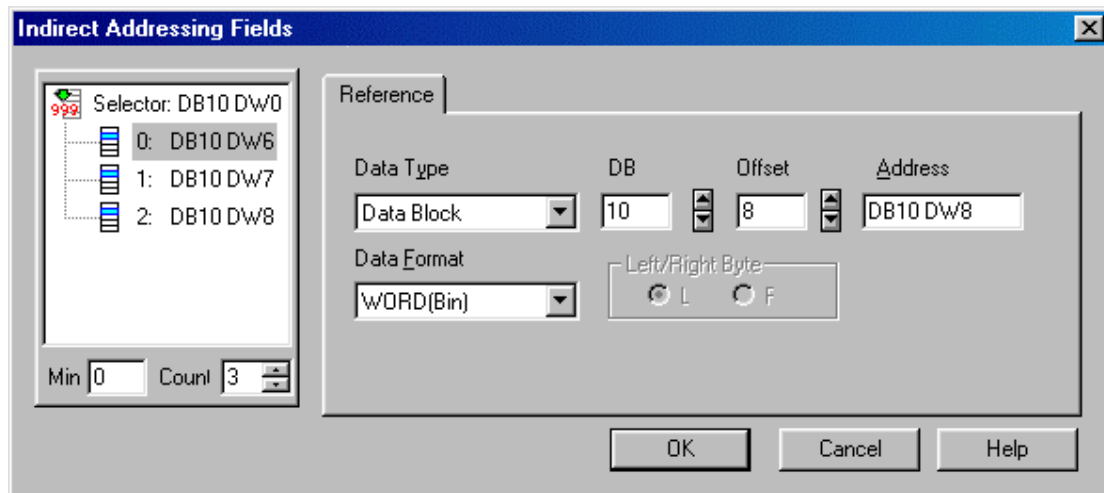 Indirect Addressing Fields
999
Selector: DB10 DW0
0: DB10 DW6
1: DB10 DW7
2: DB10 DW8
Min 0 Count 3
Reference
Data Type DB Offset Address
Data Block 10 8 DB10 DW8
Data Format
WORD(Bin)
Left/Right Byte
L F
OK Cancel Help